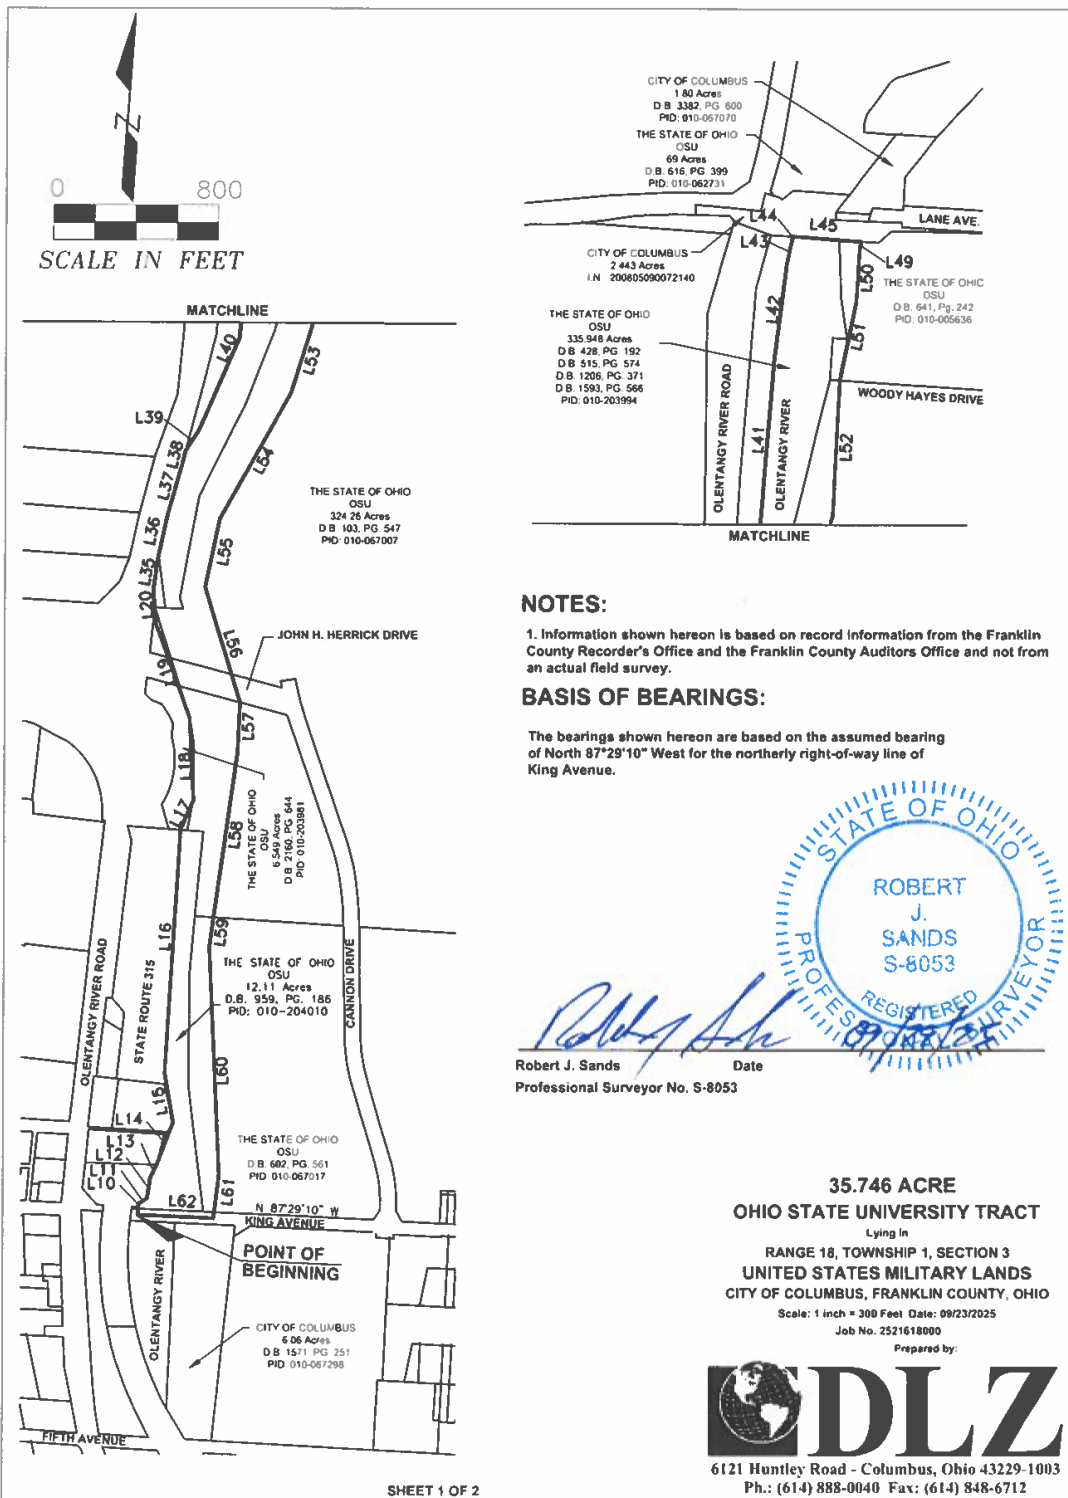 N
0 800
SCALE IN FEET
MATCHLINE
L40
L53
L39
L38
L54
L37
L36
THE STATE OF OHIO
OSU
324.26 Acres
D.B. 103, PG. 547
PID: 010-067007
L35
L55
L20
L56
JOHN H. HERRICK DRIVE
L19
L57
L18
L17
THE STATE OF OHIO
OSU
6.549 Acres
D.B. 2160, PG. 644
PID: 010-203981
L58
L16
L59
OLENTANGY RIVER ROAD
STATE ROUTE 315
THE STATE OF OHIO
OSU
12.11 Acres
D.B. 959, PG. 186
PID: 010-204010
CANNON DRIVE
L60
L15
L14
L13
L12
L11
L10
THE STATE OF OHIO
OSU
D.B. 602, PG. 561
PID 010-067017
L61
L62
N 87°29'10" W
KING AVENUE
POINT OF
BEGINNING
OLENTANGY RIVER
CITY OF COLUMBUS
6.06 Acres
D.B. 1571 PG. 251
PID 010-067298
FIFTH AVENUE
SHEET 1 OF 2
CITY OF COLUMBUS
1.80 Acres
D.B. 3382, PG. 600
PID: 010-067070
THE STATE OF OHIO
OSU
69 Acres
D.B. 616, PG. 399
PID: 010-062731
L44
L45
LANE AVE.
L43
CITY OF COLUMBUS
2.443 Acres
I.N. 200805090072140
L49
L50
THE STATE OF OHIO
OSU
D.B. 641, Pg. 242
PID: 010-005636
L42
THE STATE OF OHIO
OSU
335.948 Acres
D.B. 428, PG. 192
D.B. 515, PG. 574
D.B. 1206, PG. 371
D.B. 1593, PG. 566
PID: 010-203994
L51
WOODY HAYES DRIVE
OLENTANGY RIVER ROAD
L41
OLENTANGY RIVER
L52
MATCHLINE
NOTES:
1. Information shown hereon is based on record information from the Franklin
County Recorder's Office and the Franklin County Auditors Office and not from
an actual field survey.
BASIS OF BEARINGS:
The bearings shown hereon are based on the assumed bearing
of North 87°29'10" West for the northerly right-of-way line of
King Avenue.
STATE OF OHIO
ROBERT
J.
SANDS
S-8053
REGISTERED
PROFESSIONAL SURVEYOR
Robert J. Sands Date
Professional Surveyor No. S-8053
35.746 ACRE
OHIO STATE UNIVERSITY TRACT
Lying in
RANGE 18, TOWNSHIP 1, SECTION 3
UNITED STATES MILITARY LANDS
CITY OF COLUMBUS, FRANKLIN COUNTY, OHIO
Scale: 1 inch = 300 Feet Date: 09/23/2025
Job No. 2521618000
Prepared by:
DLZ
6121 Huntley Road - Columbus, Ohio 43229-1003
Ph.: (614) 888-0040 Fax: (614) 848-6712